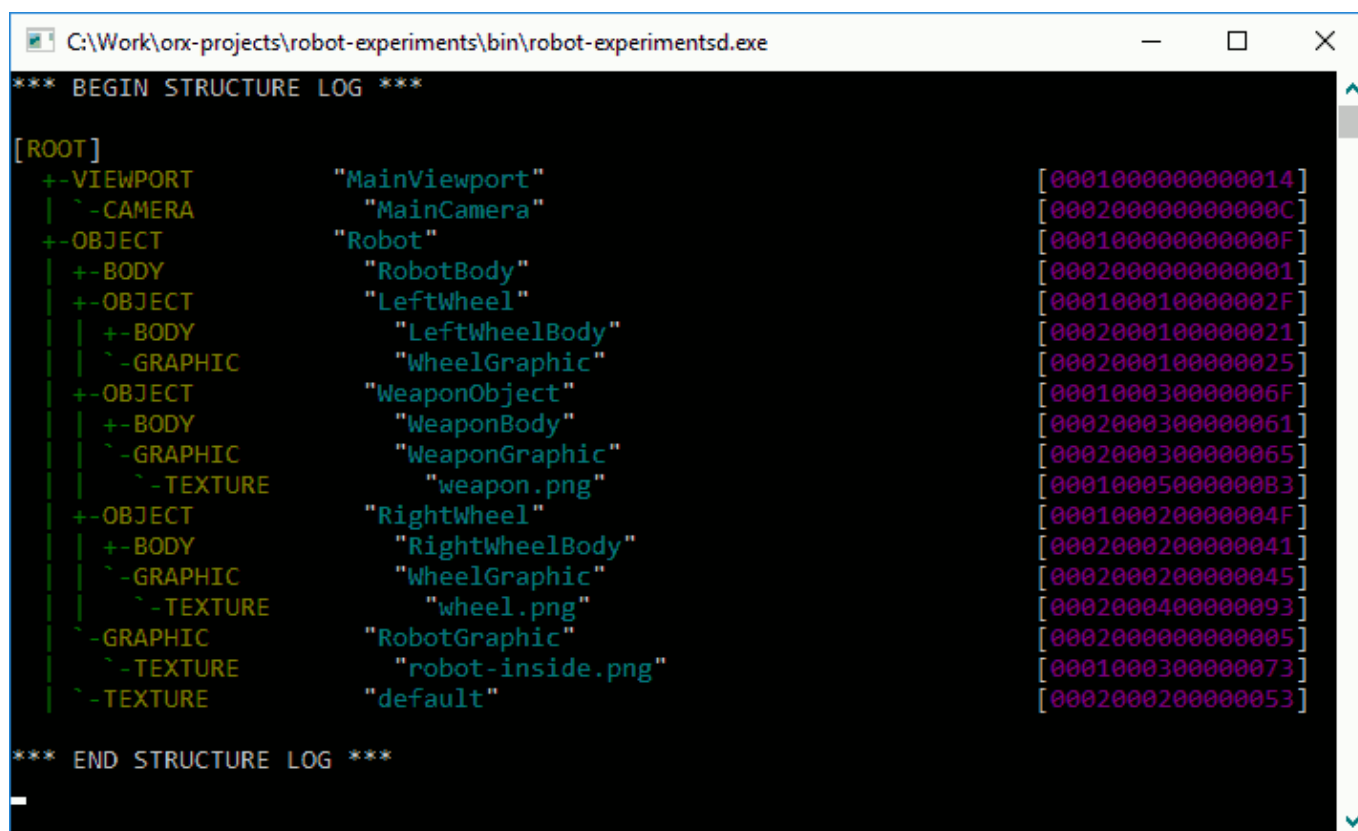 C:\Work\orx-projects\robot-experiments\bin\robot-experimentsd.exe
*** BEGIN STRUCTURE LOG ***
[ROOT]
+-VIEWPORT "MainViewport" [0001000000000014]
| `-CAMERA "MainCamera" [000200000000000C]
+-OBJECT "Robot" [000100000000000F]
| +-BODY "RobotBody" [0002000000000001]
| +-OBJECT "LeftWheel" [000100010000002F]
| | +-BODY "LeftWheelBody" [0002000100000021]
| | `-GRAPHIC "WheelGraphic" [0002000100000025]
| +-OBJECT "WeaponObject" [000100030000006F]
| | +-BODY "WeaponBody" [0002000300000061]
| | `-GRAPHIC "WeaponGraphic" [0002000300000065]
| |   `-TEXTURE "weapon.png" [00010005000000B3]
| +-OBJECT "RightWheel" [000100020000004F]
| | +-BODY "RightWheelBody" [0002000200000041]
| | `-GRAPHIC "WheelGraphic" [0002000200000045]
| |   `-TEXTURE "wheel.png" [0002000400000093]
| `-GRAPHIC "RobotGraphic" [0002000000000005]
|   `-TEXTURE "robot-inside.png" [0001000300000073]
| `-TEXTURE "default" [0002000200000053]
*** END STRUCTURE LOG ***